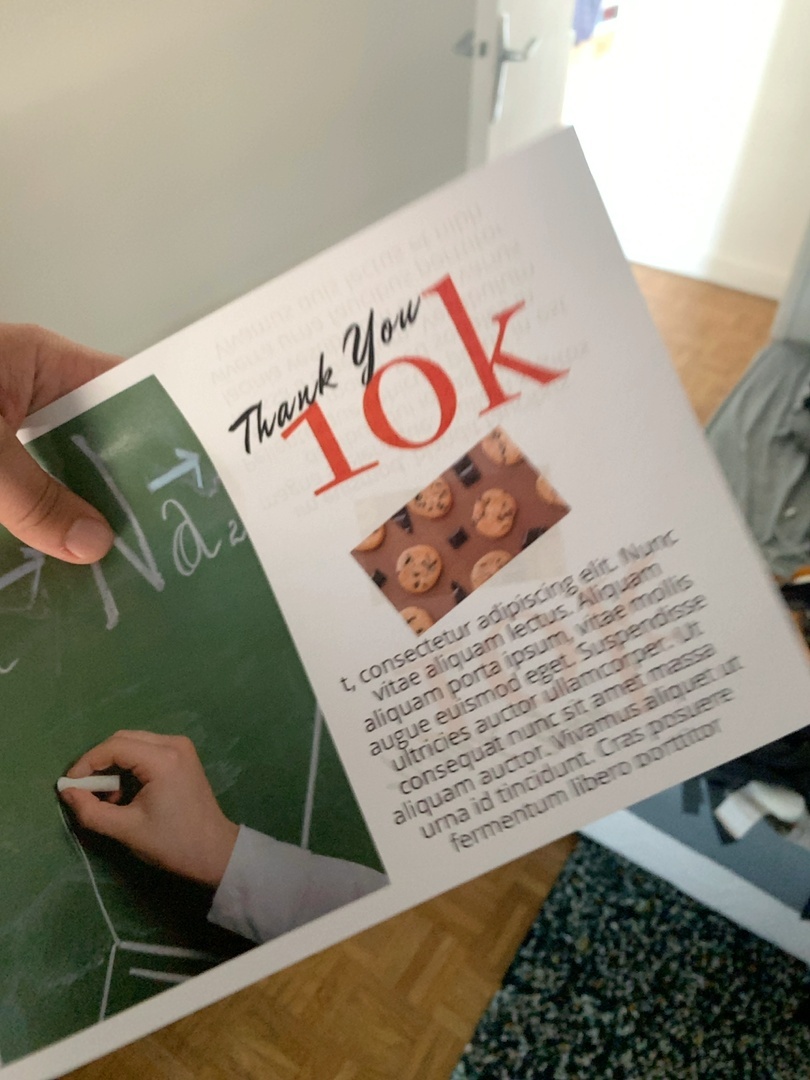 Thank You
10k
Na
2
t, consectetur adipiscing elit. Nunc
vitae aliquam lectus. Aliquam
aliquam porta ipsum, vitae mollis
augue euismod eget. Suspendisse
ultricies auctor ullamcorper. Ut
consequat nunc sit amet massa
aliquam auctor. Vivamus aliquet ut
urna id tincidunt. Cras posuere
fermentum libero porttitor